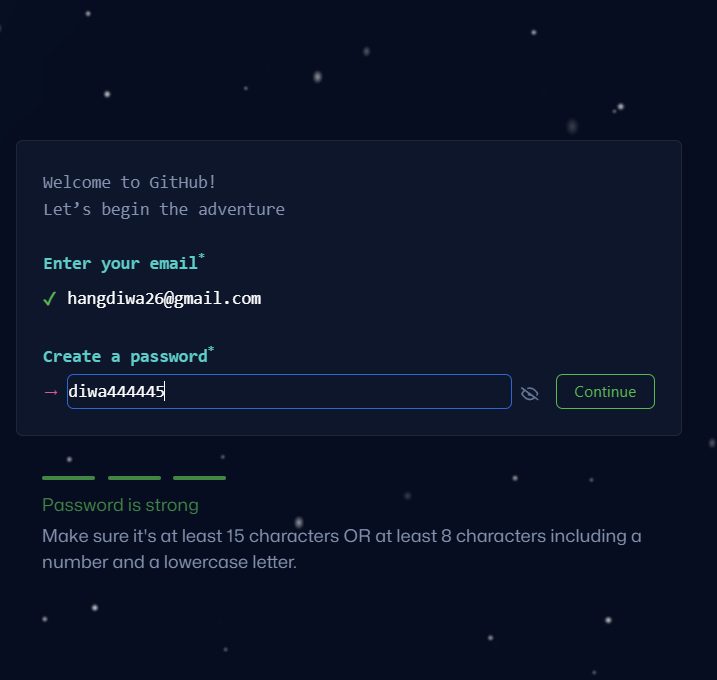 Welcome to GitHub!
Let’s begin the adventure
Enter your email*
✓ hangdiwa26@gmail.com
Create a password*
→ diwa444445 Continue
Password is strong
Make sure it's at least 15 characters OR at least 8 characters including a
number and a lowercase letter.